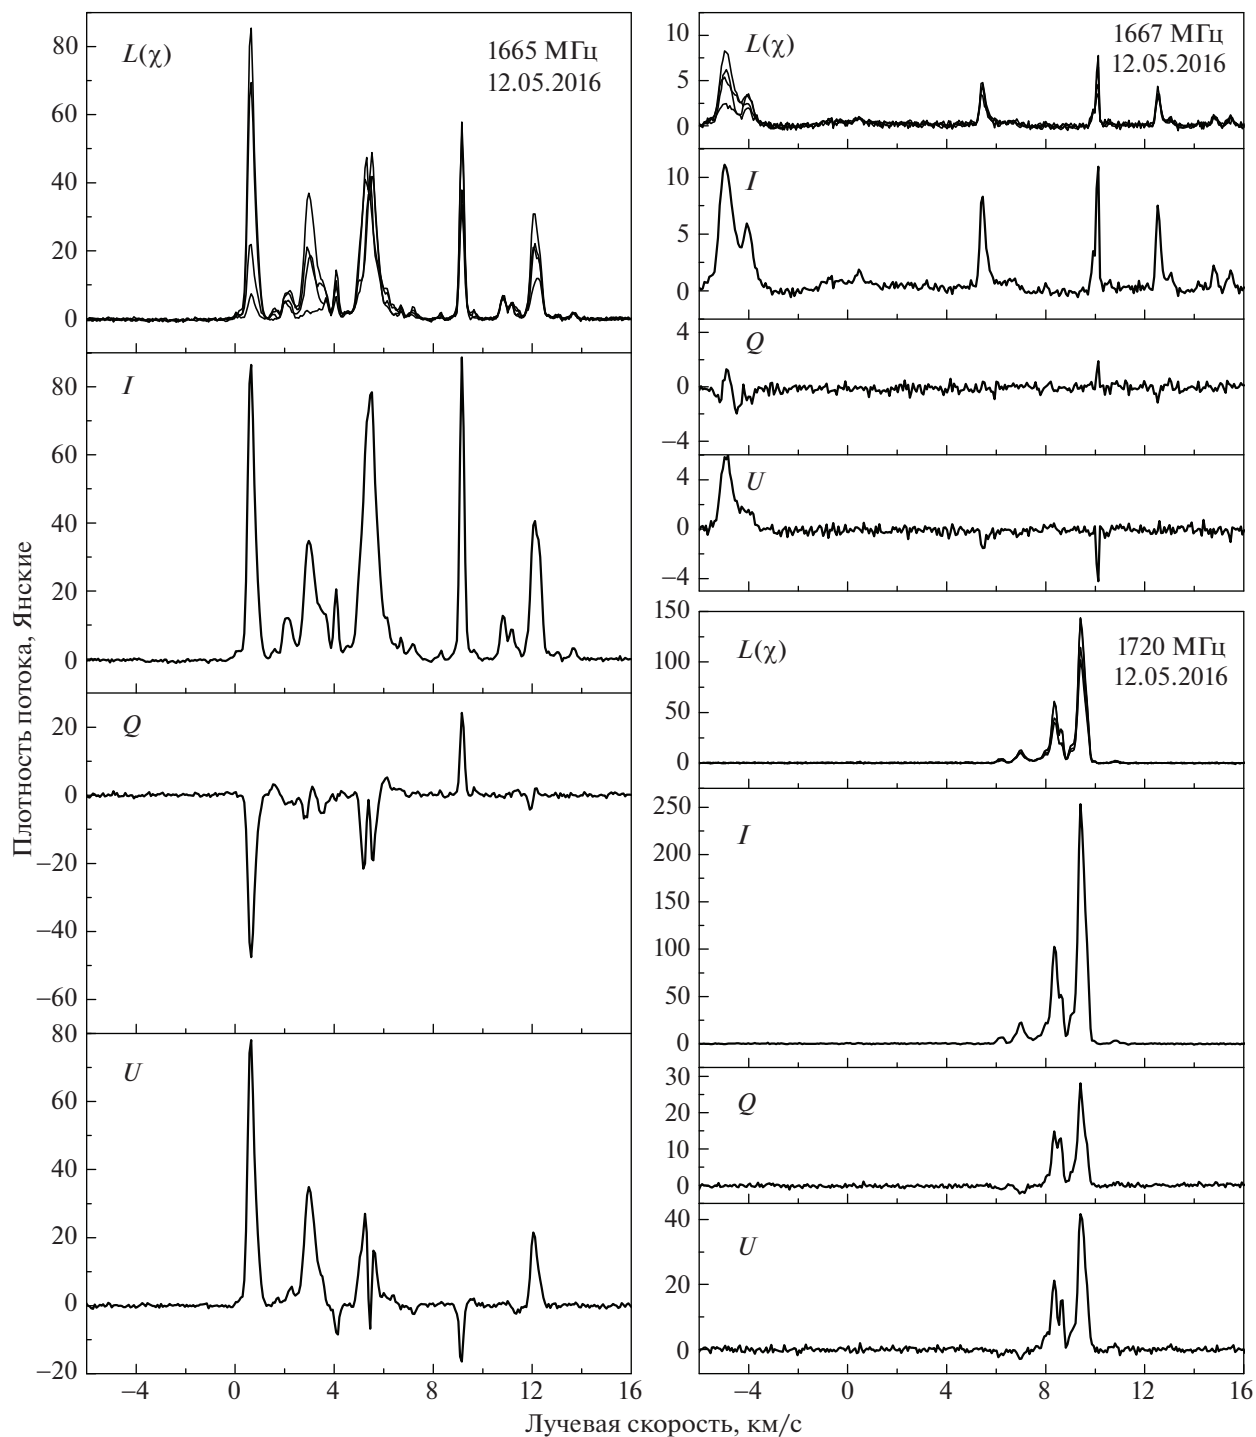 Плотность потока, Янские
L(χ)
1665 МГц
12.05.2016
80
60
40
20
0
I
80
60
40
20
0
Q
20
0
−20
−40
−60
U
80
60
40
20
0
−20
−4 0 4 8 12 16
L(χ)
1667 МГц
12.05.2016
10
5
0
I
10
5
0
Q
4
0
−4
U
4
0
−4
L(χ)
1720 МГц
12.05.2016
150
100
50
0
I
250
200
150
100
50
0
Q
30
20
10
0
U
40
20
0
−4 0 4 8 12 16
Лучевая скорость, км/с